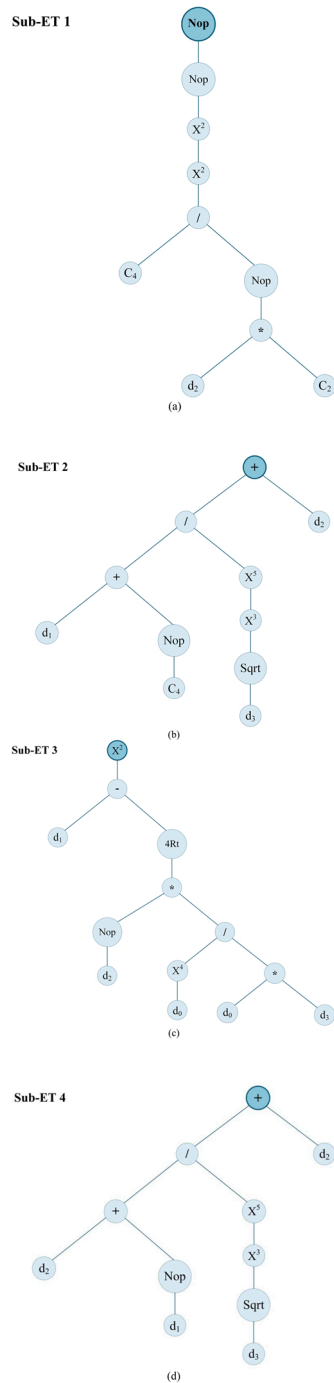 Sub-ET 1
Nop
Nop
X²
X²
/
C₄
Nop
*
d₂
C₂
(a)
Sub-ET 2
+
/
d₂
+
X⁵
d₁
Nop
X³
C₄
Sqrt
d₃
(b)
Sub-ET 3
X²
-
d₁
4Rt
*
Nop
/
d₂
X⁴
*
d₀
d₀
d₃
(c)
Sub-ET 4
+
/
d₂
+
X⁵
d₂
Nop
X³
d₁
Sqrt
d₃
(d)